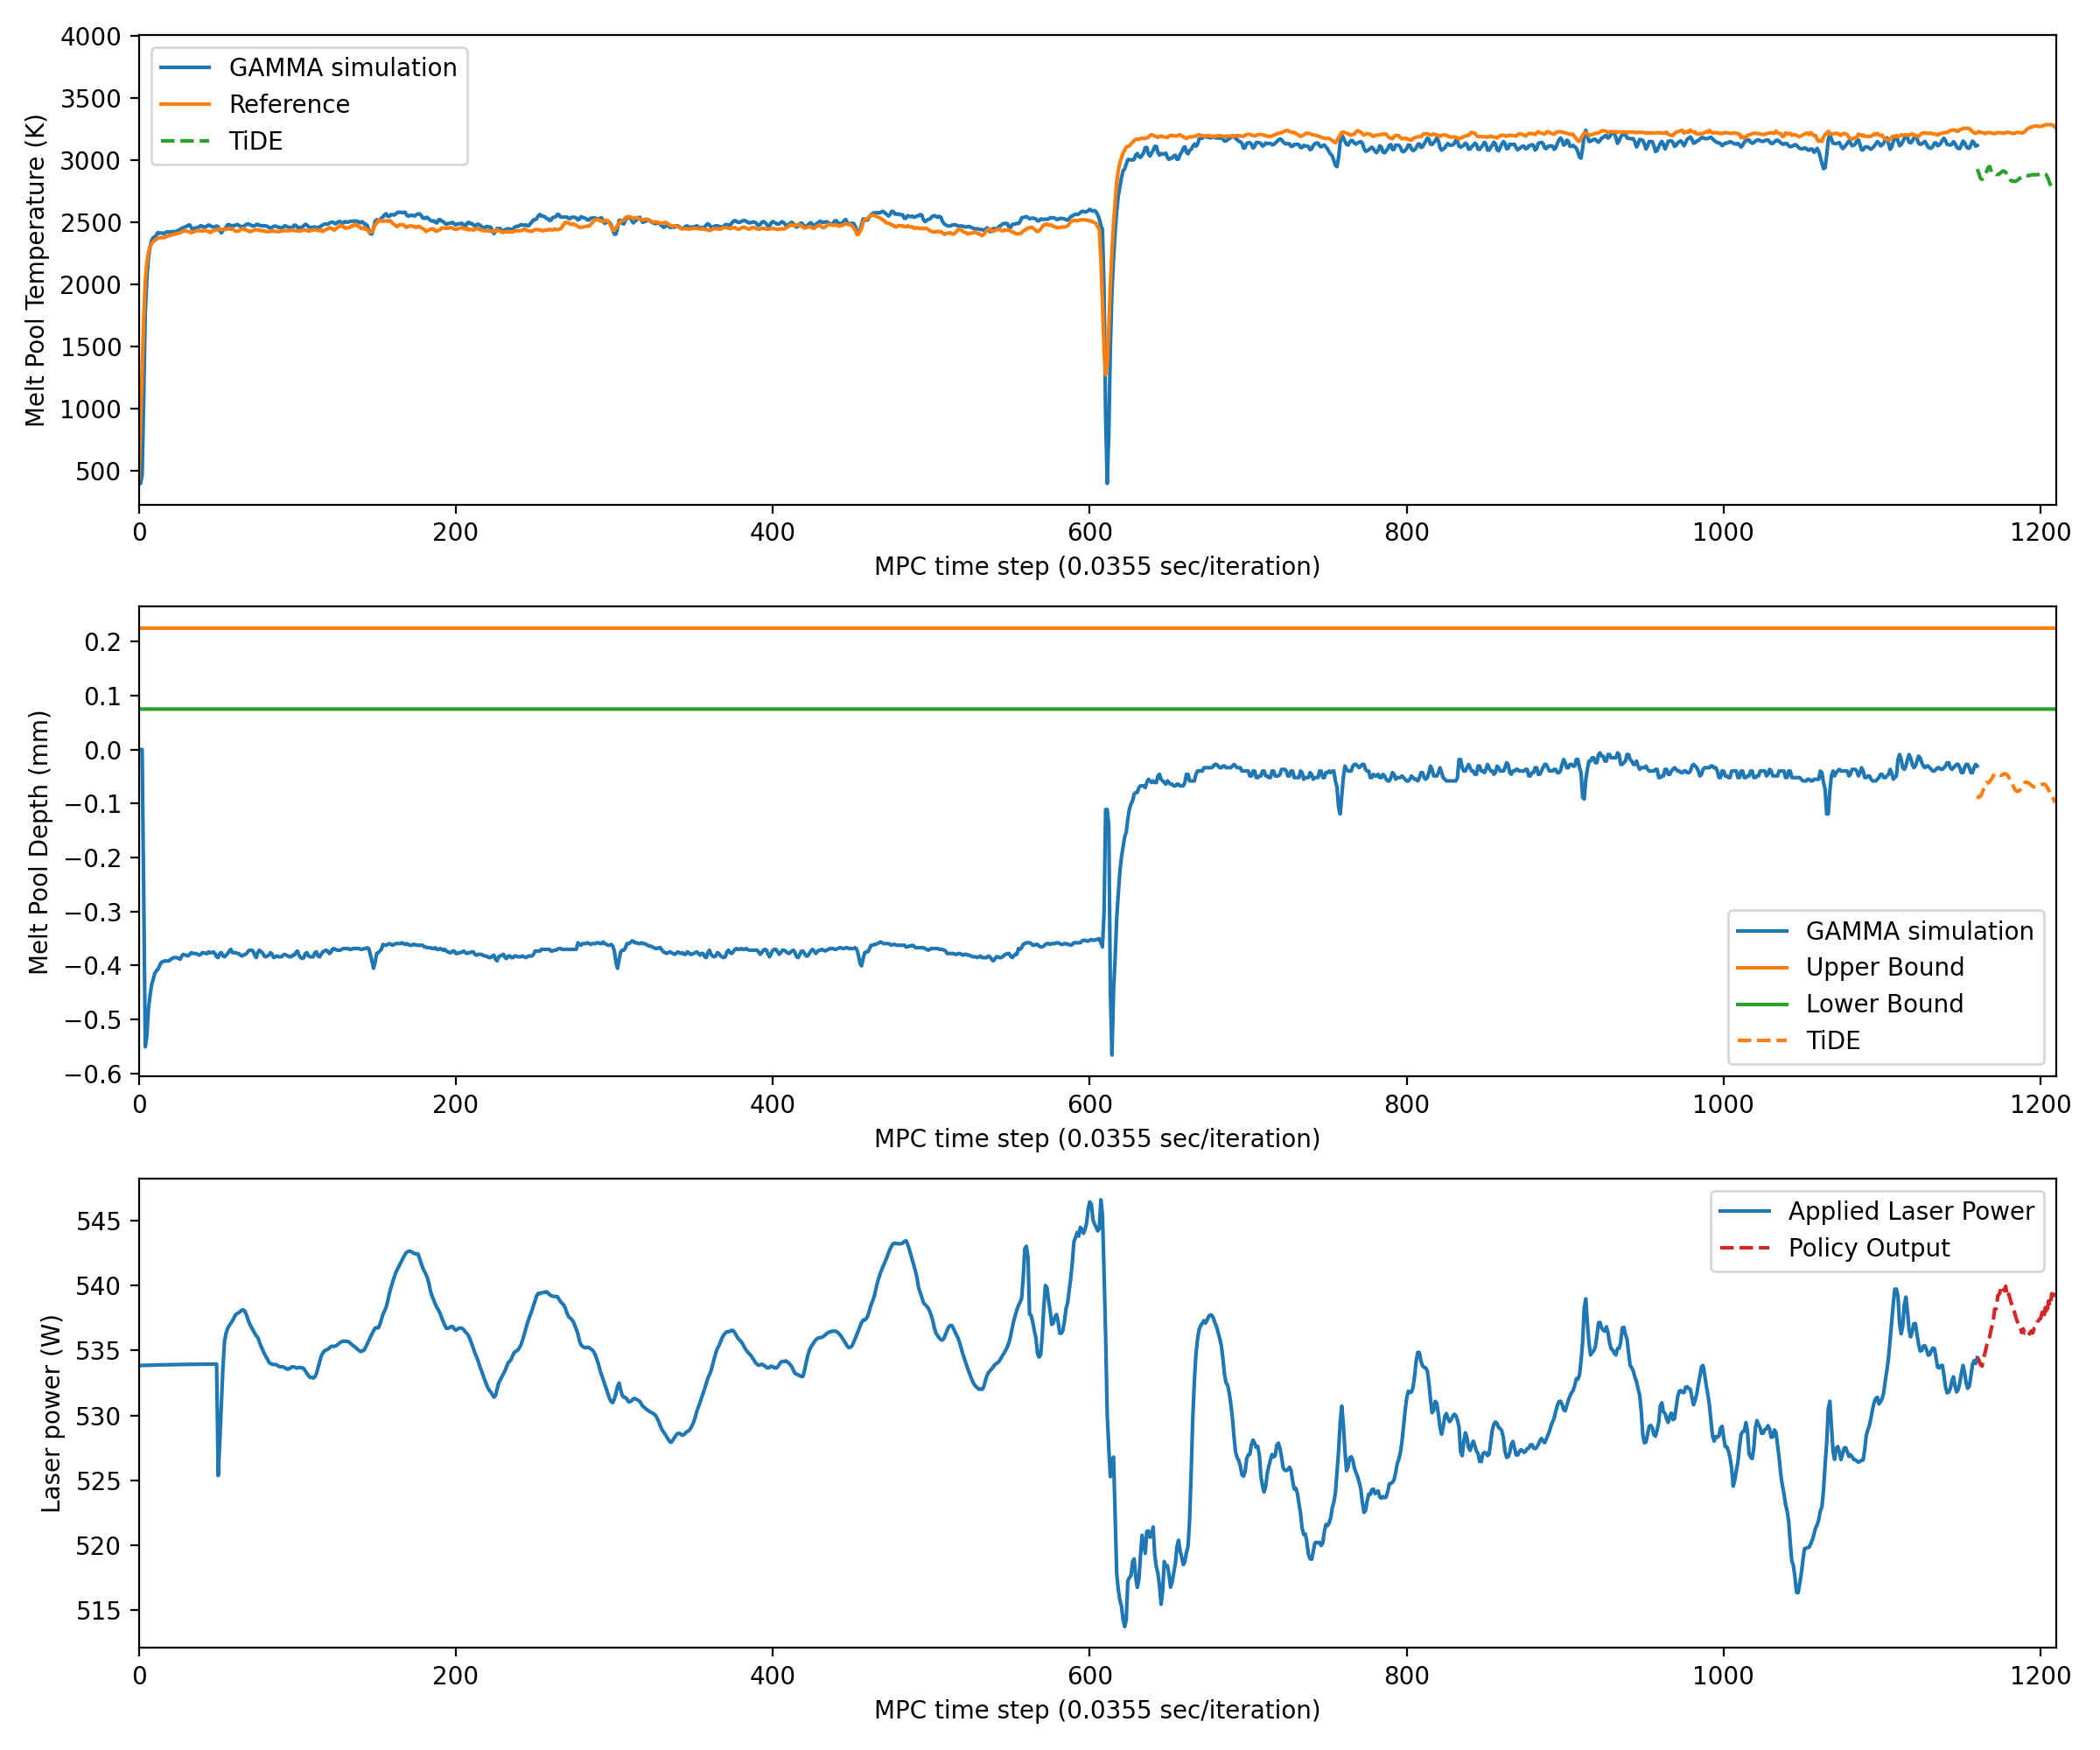 4000
3500
3000
2500
2000
1500
1000
500
Melt Pool Temperature (K)
GAMMA simulation
Reference
TiDE
0 200 400 600 800 1000 1200
MPC time step (0.0355 sec/iteration)
0.2
0.1
0.0
−0.1
−0.2
−0.3
−0.4
−0.5
−0.6
Melt Pool Depth (mm)
GAMMA simulation
Upper Bound
Lower Bound
TiDE
0 200 400 600 800 1000 1200
MPC time step (0.0355 sec/iteration)
545
540
535
530
525
520
515
Laser power (W)
Applied Laser Power
Policy Output
0 200 400 600 800 1000 1200
MPC time step (0.0355 sec/iteration)